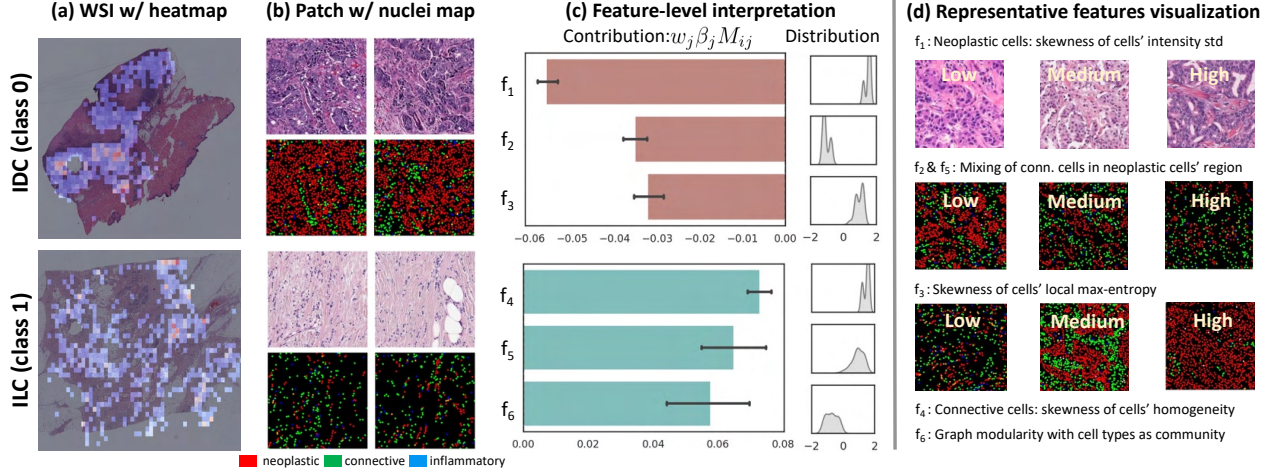 (a) WSI w/ heatmap
(b) Patch w/ nuclei map
(c) Feature-level interpretation
(d) Representative features visualization
IDC (class 0)
ILC (class 1)
neoplastic connective inflammatory
Contribution: w_j β_j M_ij
Distribution
f1
f2
f3
−0.06 −0.05 −0.04 −0.03 −0.02 −0.01 0.00
−2 0 2
f4
f5
f6
0.00 0.02 0.04 0.06 0.08
−2 0 2
f1: Neoplastic cells: skewness of cells' intensity std
Low Medium High
f2 & f5: Mixing of conn. cells in neoplastic cells' region
Low Medium High
f3: Skewness of cells' local max-entropy
Low Medium High
f4: Connective cells: skewness of cells' homogeneity
f6: Graph modularity with cell types as community